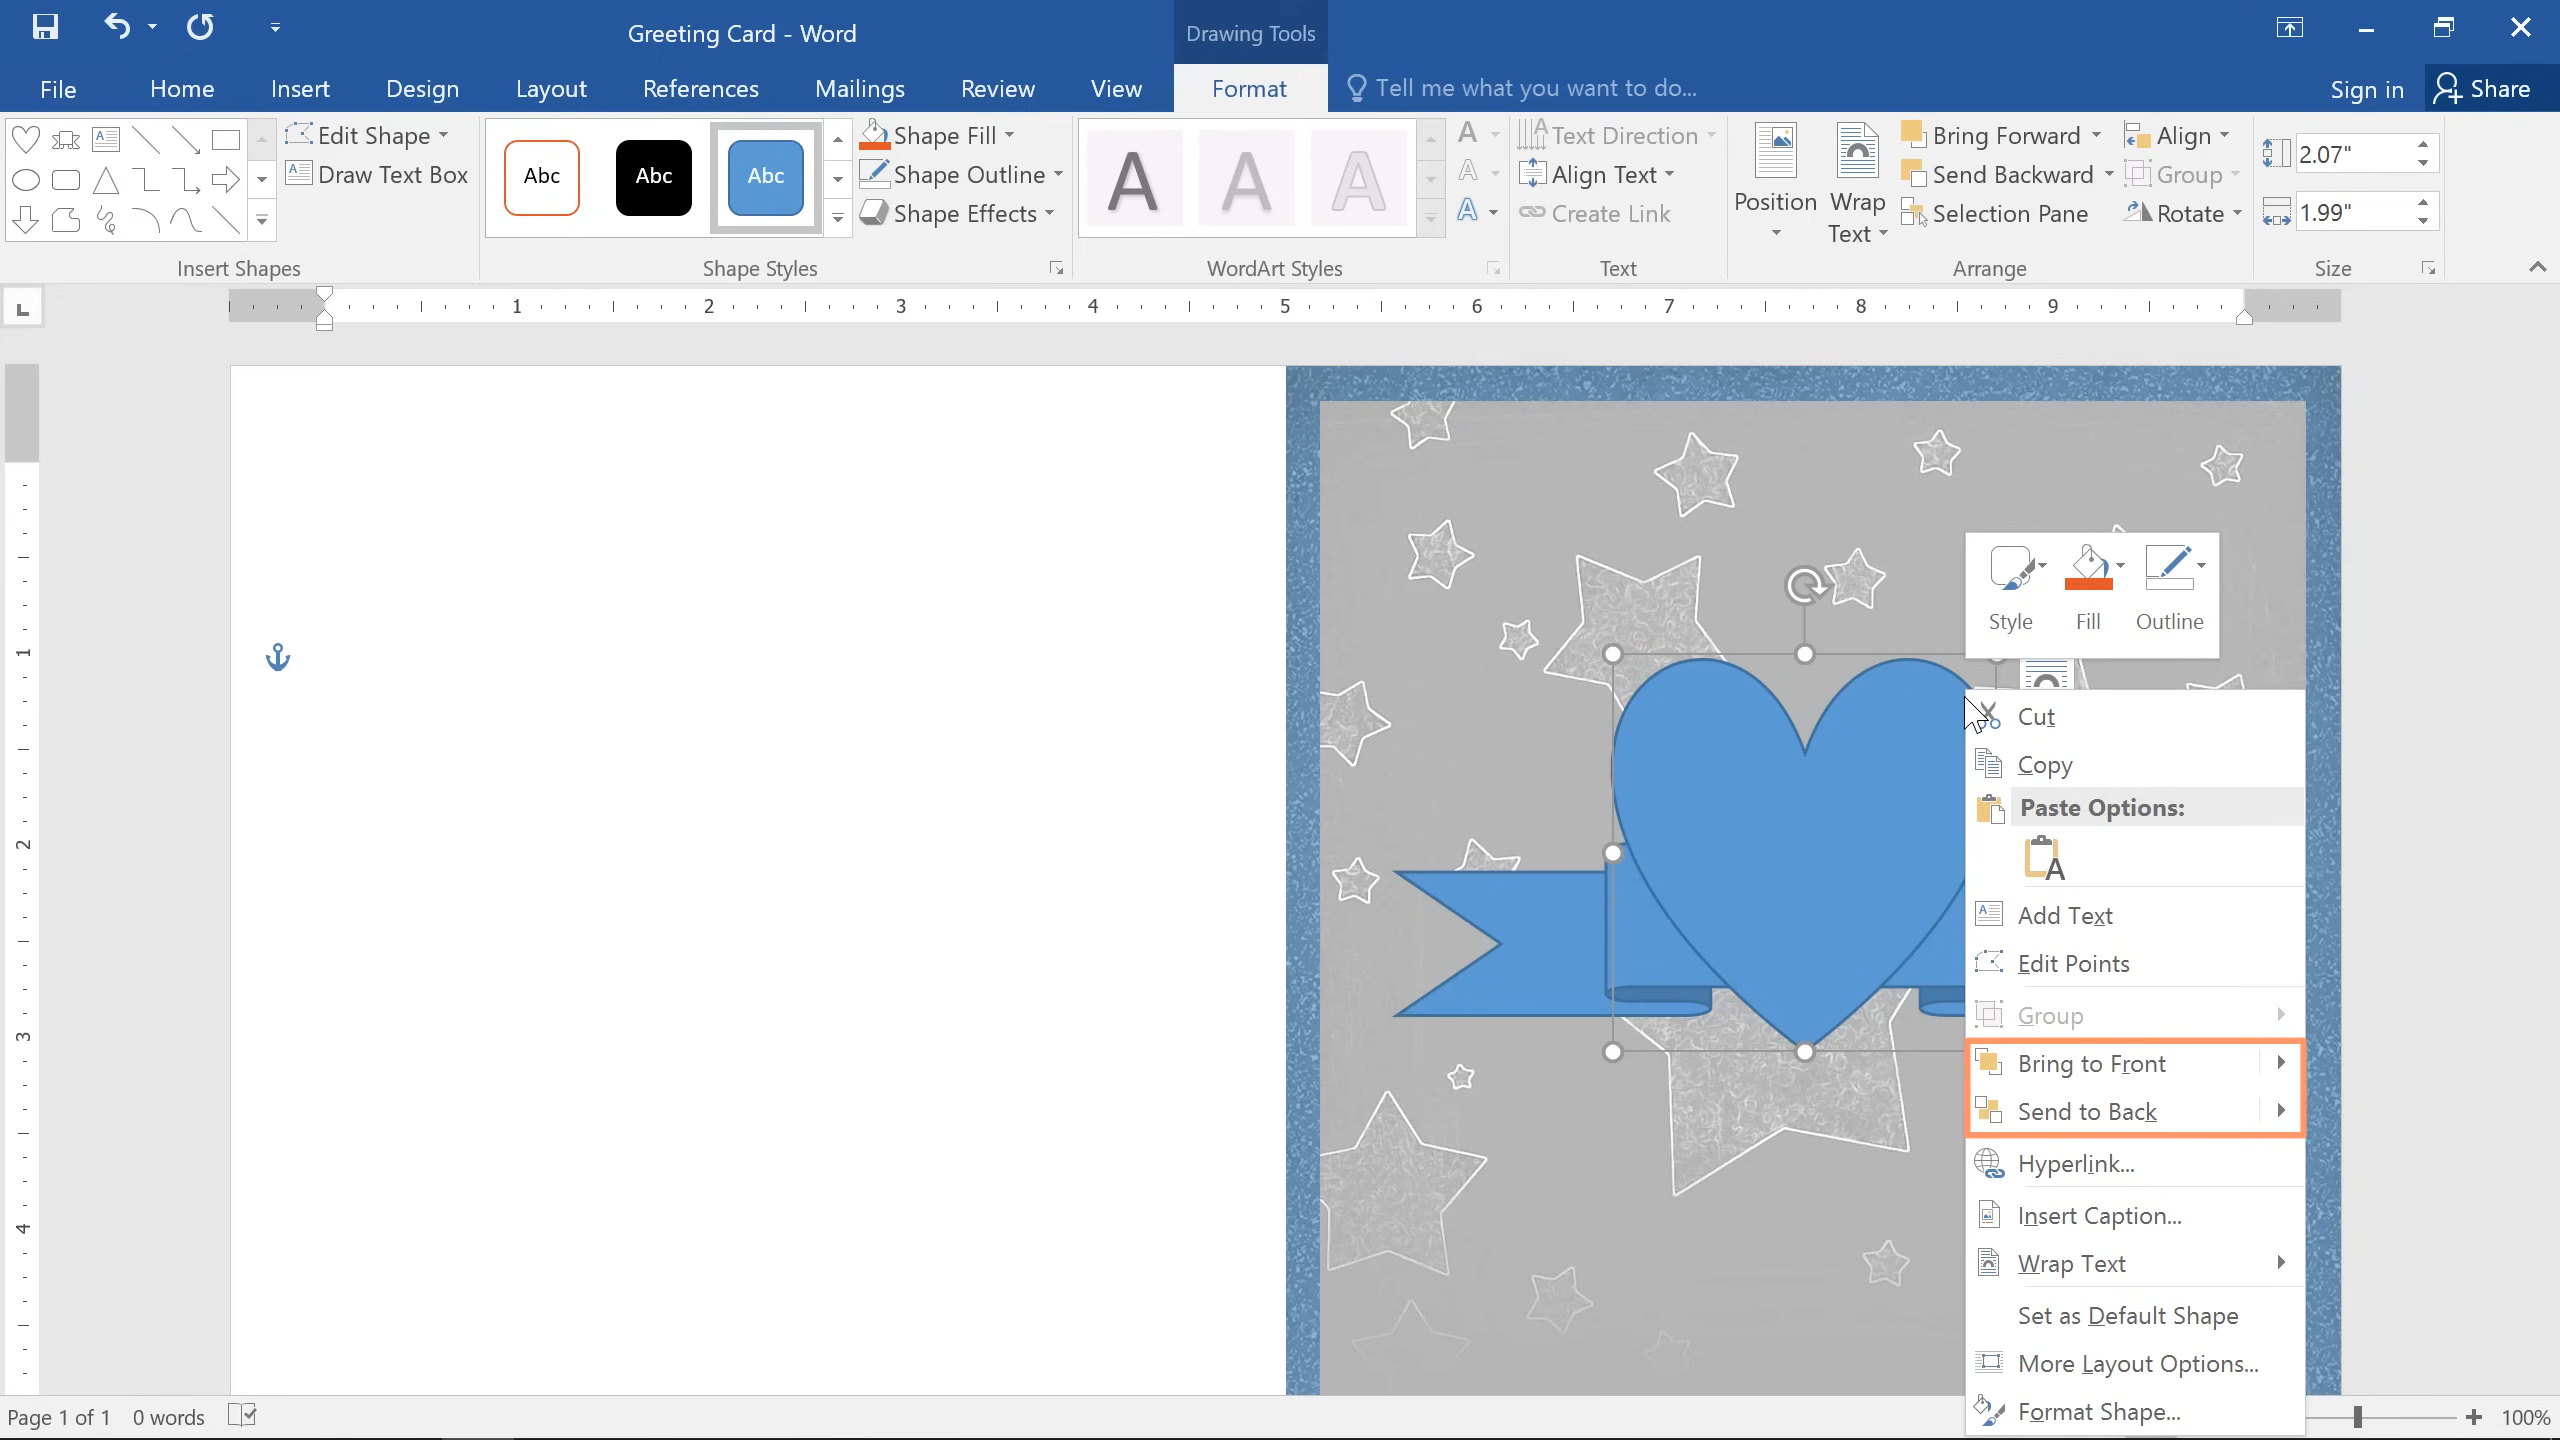 Greeting Card - Word
Drawing Tools
File Home Insert Design Layout References Mailings Review View Format Tell me what you want to do... Sign in Share
Edit Shape
Draw Text Box
Insert Shapes
Abc Abc Abc
Shape Fill
Shape Outline
Shape Effects
Shape Styles
A A A
WordArt Styles
Text Direction
Align Text
Create Link
Text
Position
Wrap
Text
Bring Forward
Send Backward
Selection Pane
Align
Group
Rotate
Arrange
2.07"
1.99"
Size
1 2 3 4 5 6 7 8 9
1
2
3
4
Style Fill Outline
Cut
Copy
Paste Options:
Add Text
Edit Points
Group
Bring to Front
Send to Back
Hyperlink...
Insert Caption...
Wrap Text
Set as Default Shape
More Layout Options...
Format Shape...
Page 1 of 1 0 words 100%